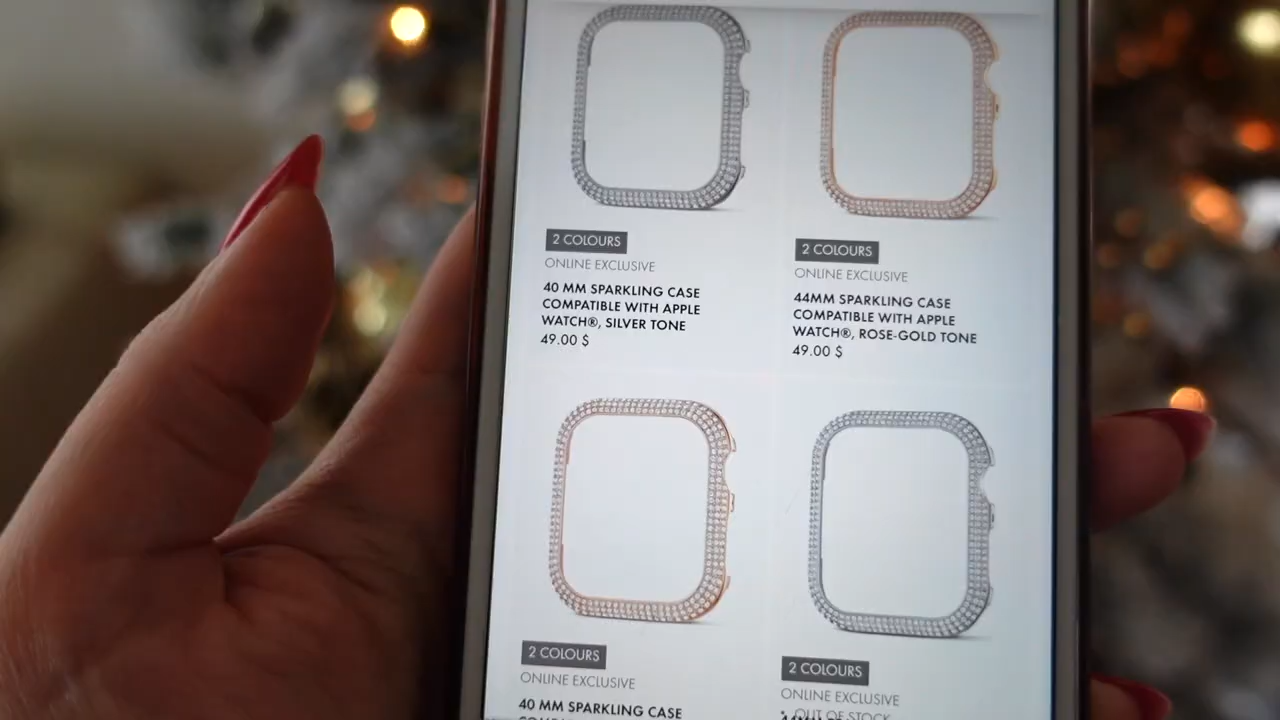 2 COLOURS
ONLINE EXCLUSIVE
40 MM SPARKLING CASE
COMPATIBLE WITH APPLE
WATCH®, SILVER TONE
49.00 $
2 COLOURS
ONLINE EXCLUSIVE
44MM SPARKLING CASE
COMPATIBLE WITH APPLE
WATCH®, ROSE-GOLD TONE
49.00 $
2 COLOURS
ONLINE EXCLUSIVE
40 MM SPARKLING CASE
2 COLOURS
ONLINE EXCLUSIVE
• OUT OF STOCK